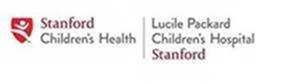 Stanford
Children's Health
Lucile Packard
Children's Hospital
Stanford